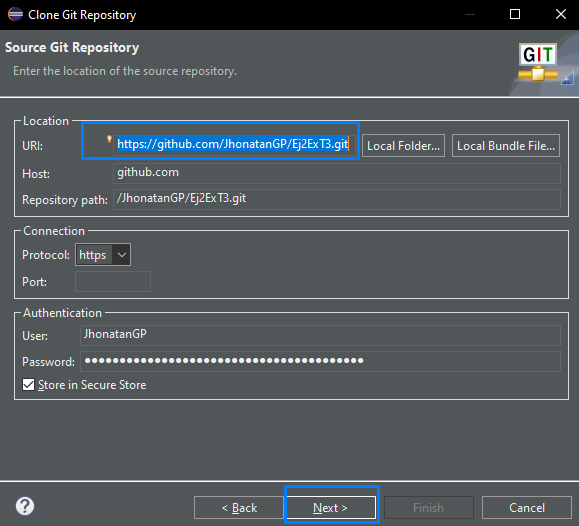 Clone Git Repository
Source Git Repository
Enter the location of the source repository.
GIT
Location
URI: https://github.com/JhonatanGP/Ej2ExT3.git Local Folder... Local Bundle File...
Host: github.com
Repository path: /JhonatanGP/Ej2ExT3.git
Connection
Protocol: https
Port:
Authentication
User: JhonatanGP
Password: ●●●●●●●●●●●●●●●●●●●●●●●●●●●●●●●●●●●●●●●●
Store in Secure Store
? < Back Next > Finish Cancel